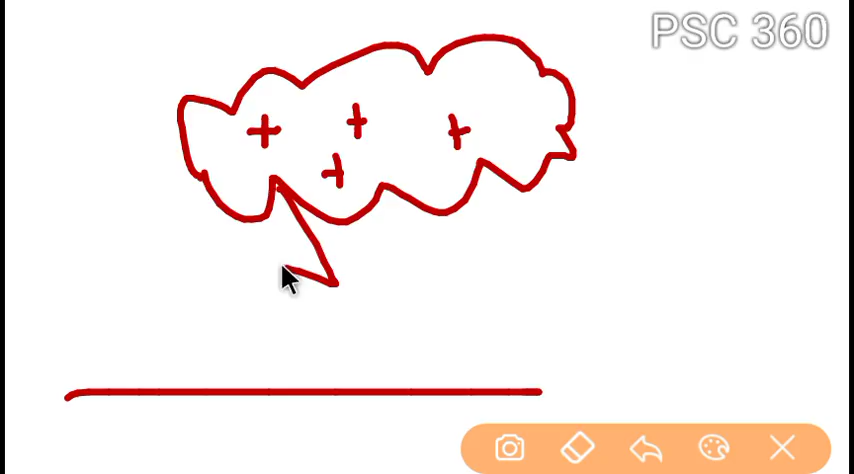 PSC 360
+ + +
+